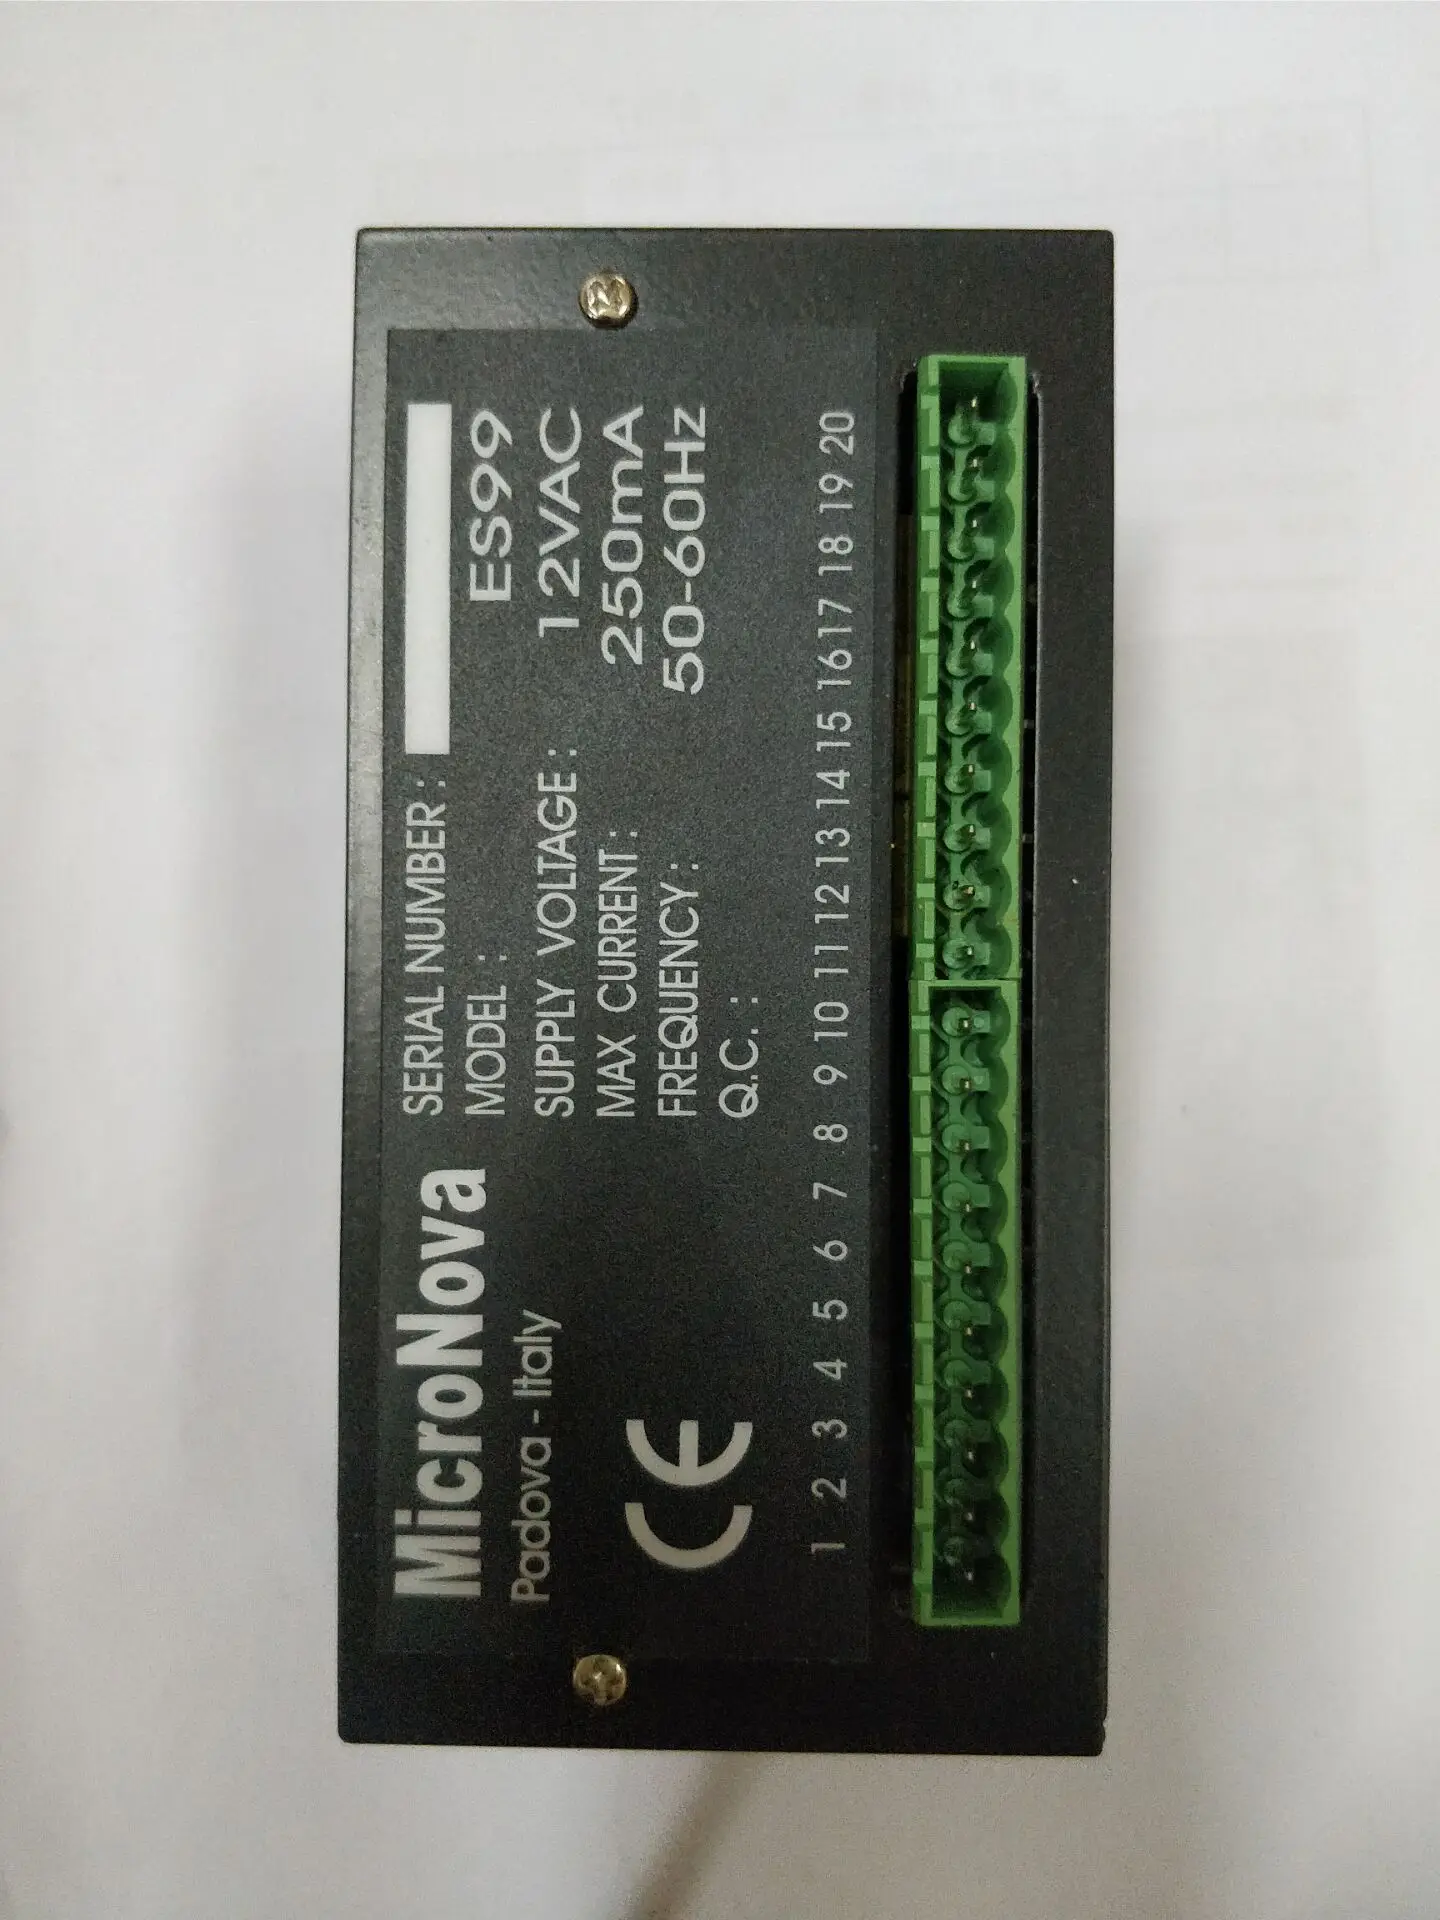 MicroNova
Padova - Italy
CE
SERIAL NUMBER :
MODEL : ES99
SUPPLY VOLTAGE : 12VAC
MAX CURRENT : 250mA
FREQUENCY : 50-60Hz
Q.C. :
1 2 3 4 5 6 7 8 9 10 11 12 13 14 15 16 17 18 19 20